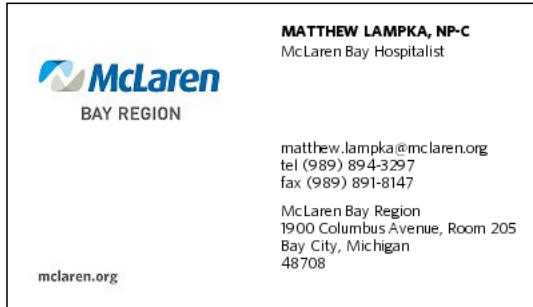 McLaren
BAY REGION
mclaren.org
MATTHEW LAMPKA, NP-C
McLaren Bay Hospitalist
matthew.lampka@mclaren.org
tel (989) 894-3297
fax (989) 891-8147
McLaren Bay Region
1900 Columbus Avenue, Room 205
Bay City, Michigan
48708